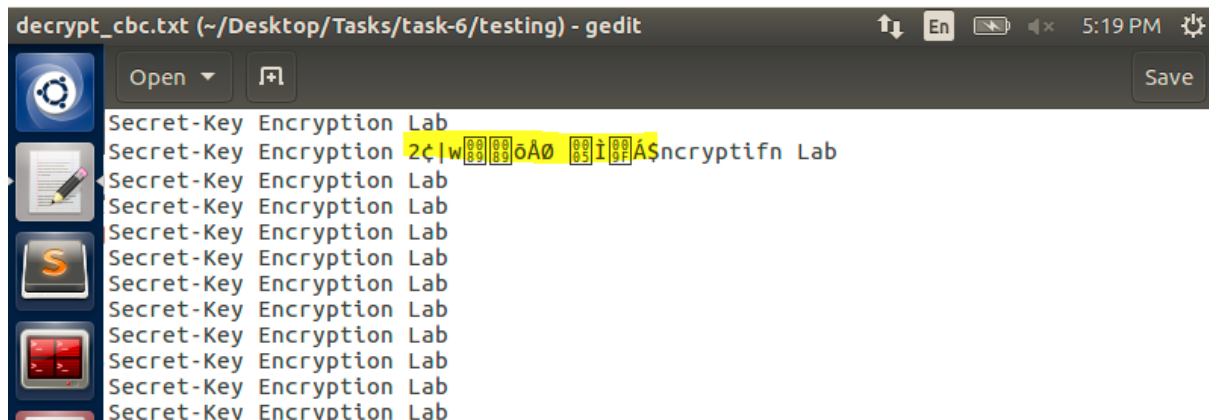 decrypt_cbc.txt (~/Desktop/Tasks/task-6/testing) - gedit En 5:19 PM
Open Save
Secret-Key Encryption Lab
Secret-Key Encryption 2¢|wõÅØ ÌÁ$ncryptifn Lab
Secret-Key Encryption Lab
Secret-Key Encryption Lab
Secret-Key Encryption Lab
Secret-Key Encryption Lab
Secret-Key Encryption Lab
Secret-Key Encryption Lab
Secret-Key Encryption Lab
Secret-Key Encryption Lab
Secret-Key Encryption Lab
Secret-Key Encryption Lab